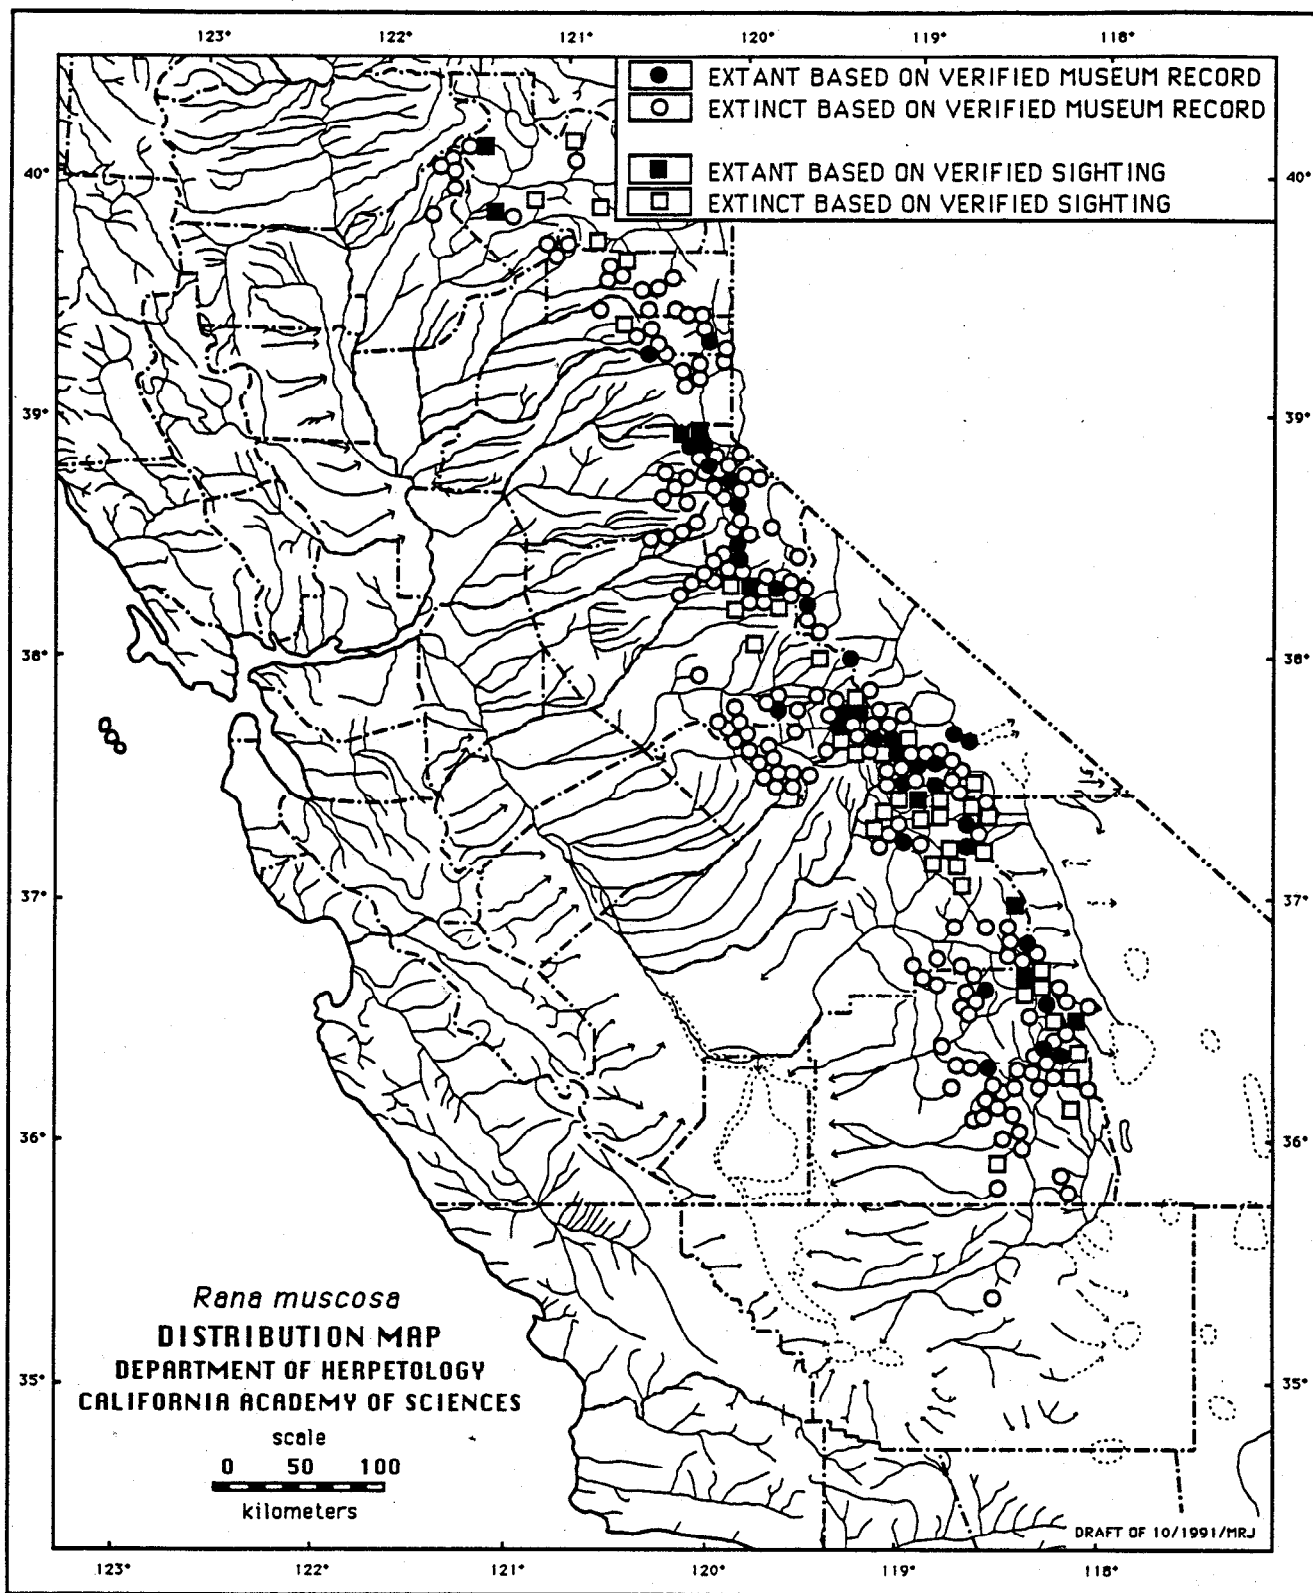 123° 122° 121° 120° 119° 118°
EXTANT BASED ON VERIFIED MUSEUM RECORD
EXTINCT BASED ON VERIFIED MUSEUM RECORD
EXTANT BASED ON VERIFIED SIGHTING
EXTINCT BASED ON VERIFIED SIGHTING
40° 40°
39° 39°
38° 38°
37° 37°
36° 36°
35° 35°
Rana muscosa
DISTRIBUTION MAP
DEPARTMENT OF HERPETOLOGY
CALIFORNIA ACADEMY OF SCIENCES
scale
0 50 100
kilometers
DRAFT OF 10/1991/MRJ
123° 122° 121° 120° 119° 118°